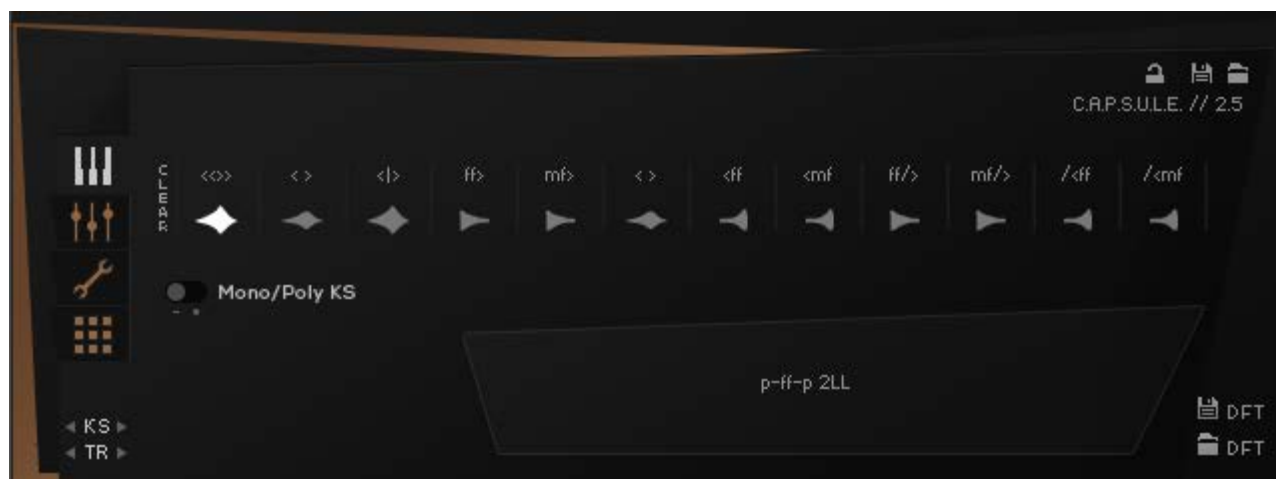 C.A.P.S.U.L.E. // 2.5
CLEAR
<<>> <> <|> ff> mf> <> <ff <mf ff/> mf/> /<ff /<mf
Mono/Poly KS
p-ff-p 2LL
KS
TR
DFT
DFT